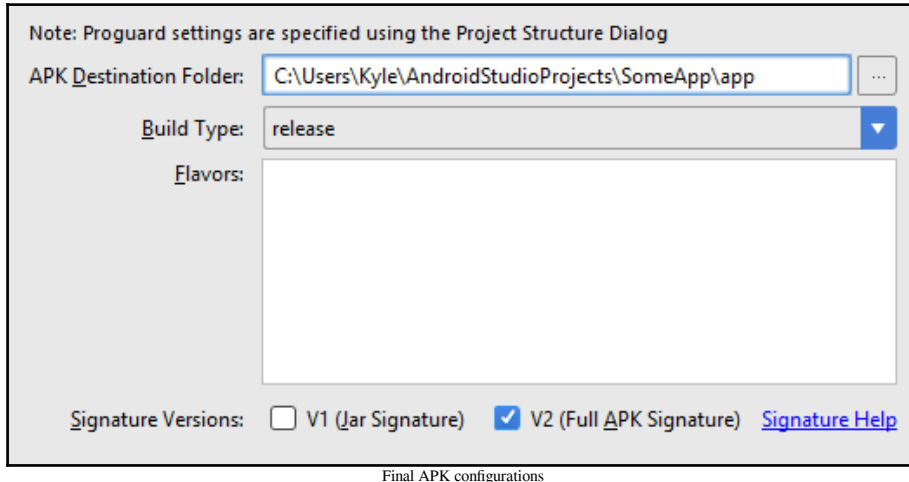 Note: Proguard settings are specified using the Project Structure Dialog
APK Destination Folder: C:\Users\Kyle\AndroidStudioProjects\SomeApp\app ...
Build Type: release
Flavors:
Signature Versions: V1 (Jar Signature) V2 (Full APK Signature) Signature Help
Final APK configurations